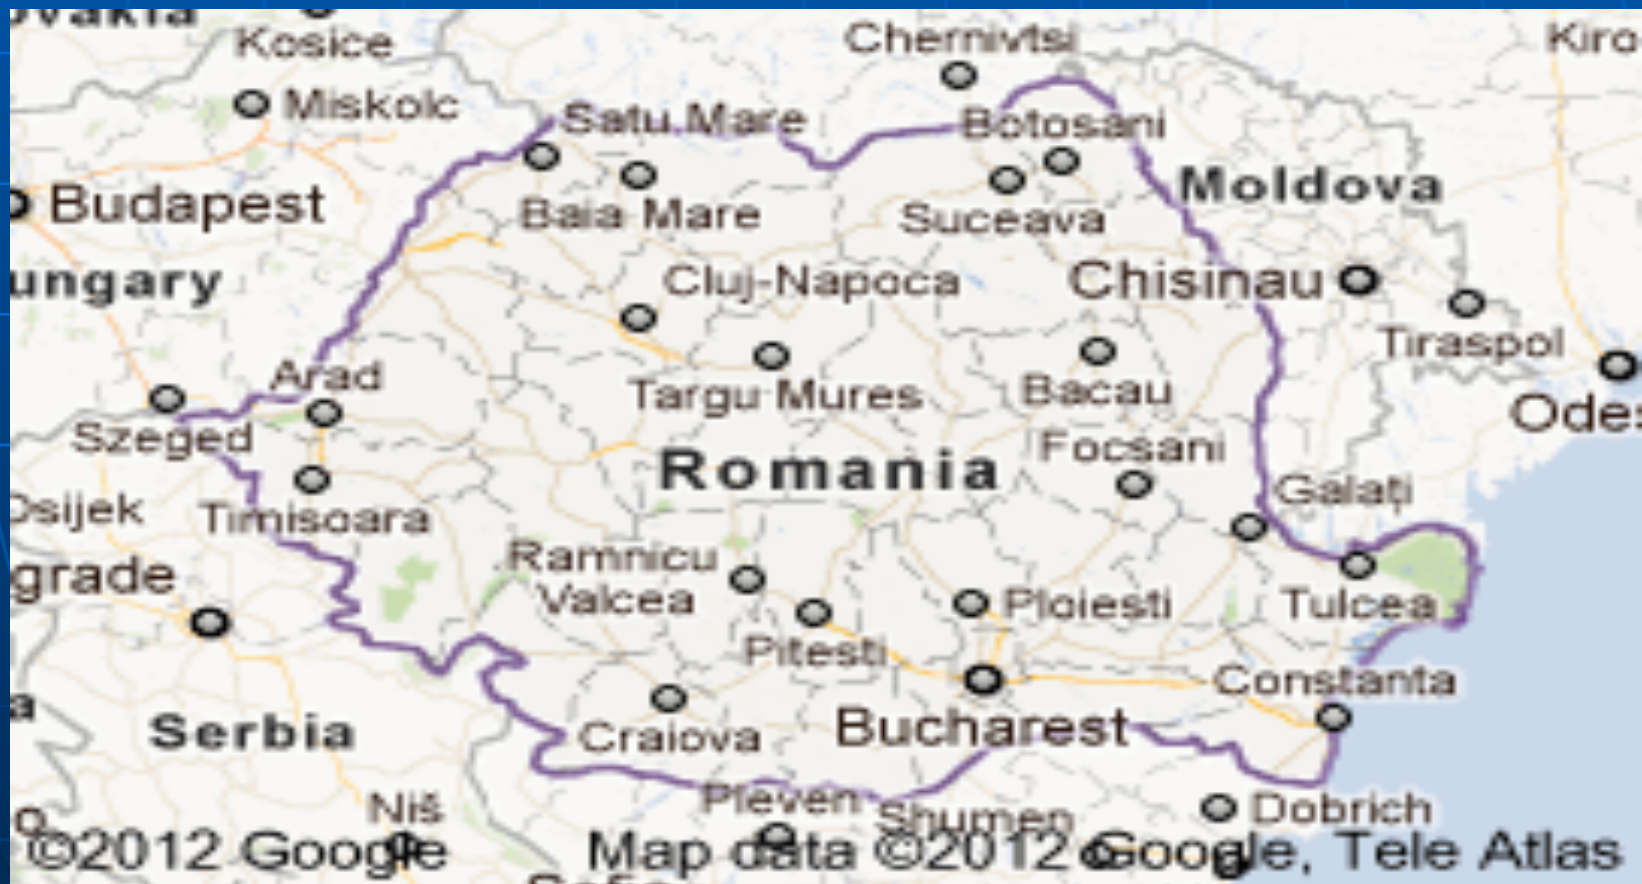 Kosice
Chernivtsi
Miskolc
Satu Mare
Botosani
Moldova
Budapest
Baia Mare
Suceava
ungary
Cluj-Napoca
Chisinau
Tiraspol
Arad
Targu Mures
Bacau
Szeged
Romania
Focsani
Galați
Osijek
Timisoara
grade
Ramnicu
Valcea
Ploiesti
Tulcea
Pitesti
Constanta
Serbia
Craiova
Bucharest
Niš
Pleven
Shumen
Dobrich
©2012 Google
Map data ©2012 Google, Tele Atlas